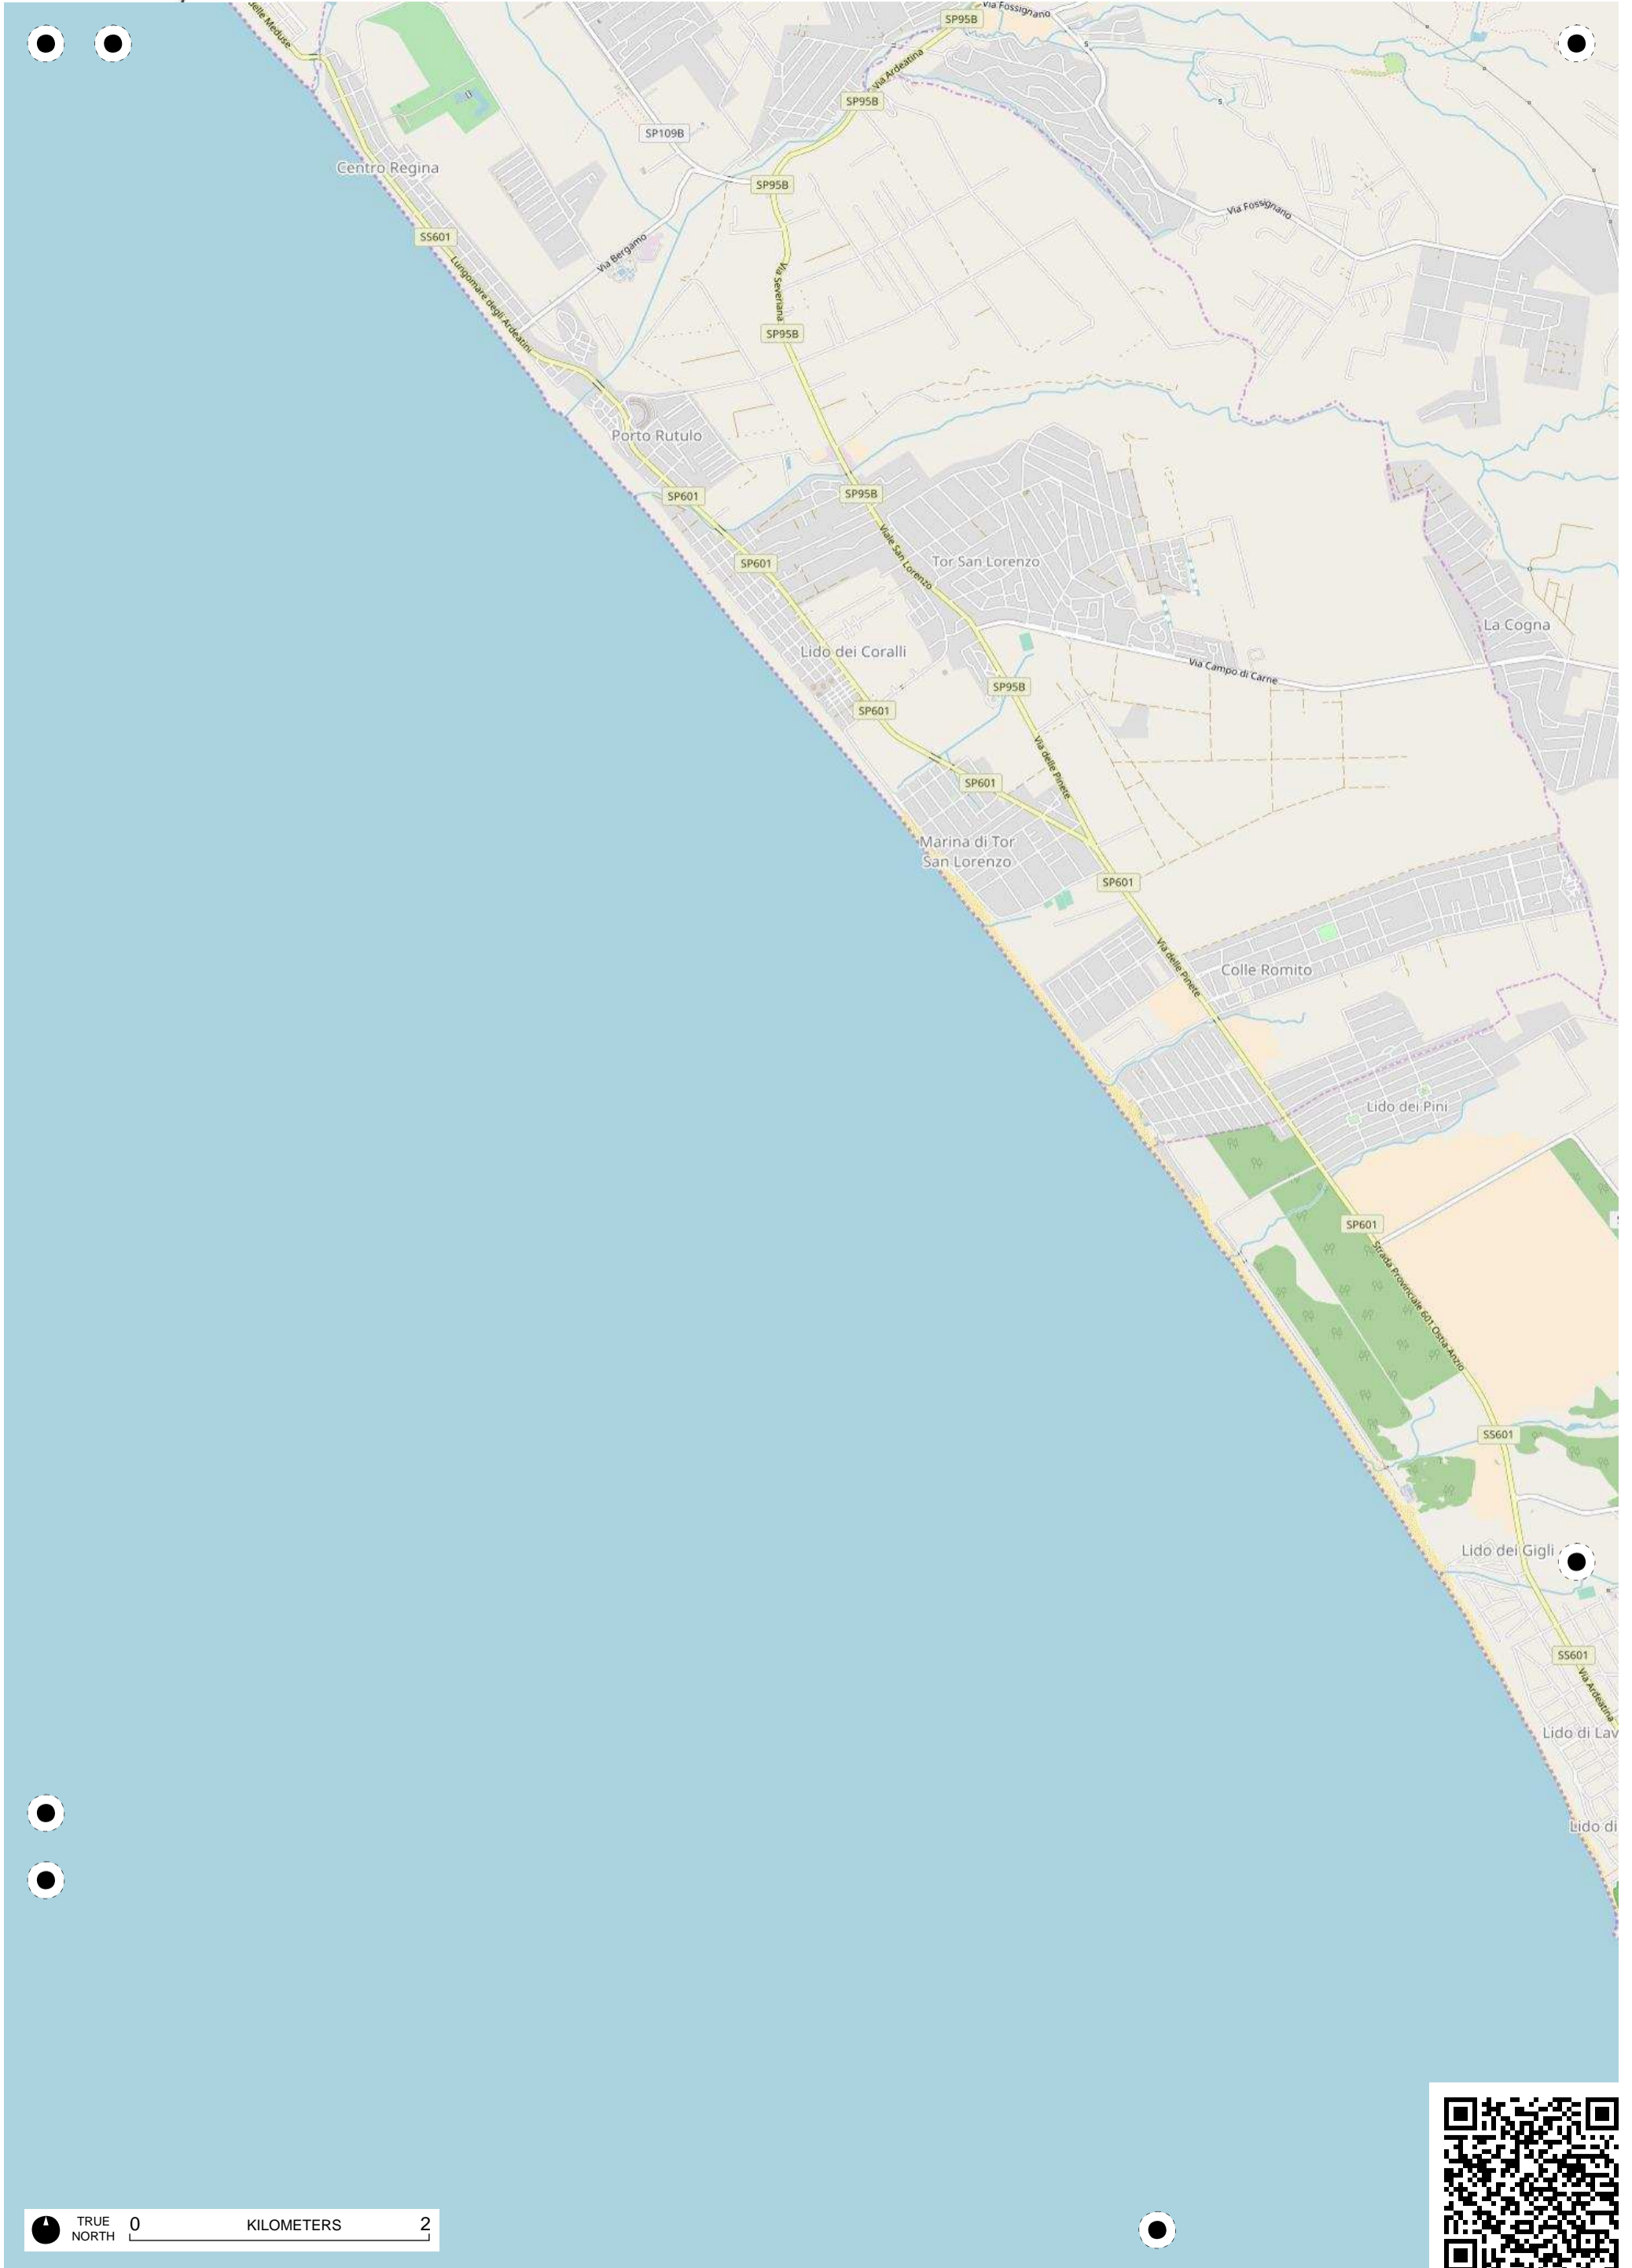 delle Meduse
Via Fossignano
SP95B
Via Ardeatina
SP95B
SP109B
Centro Regina
SP95B
Via Fossignano
SS601
Via Bergamo
Lungomare degli Ardeatini
Via Severiana
SP95B
Porto Rutulo
SP601
SP95B
Viale San Lorenzo
SP601
Tor San Lorenzo
La Cogna
Lido dei Coralli
Via Campo di Carne
SP95B
SP601
Via delle Pinete
SP601
Marina di Tor
San Lorenzo
SP601
Via delle Pinete
Colle Romito
Lido dei Pini
SP601
Strada Provinciale 601 Ostia-Anzio
SS601
Lido dei Gigli
SS601
Via Ardeatina
Lido di Lav
Lido di
TRUE
NORTH
0 KILOMETERS 2